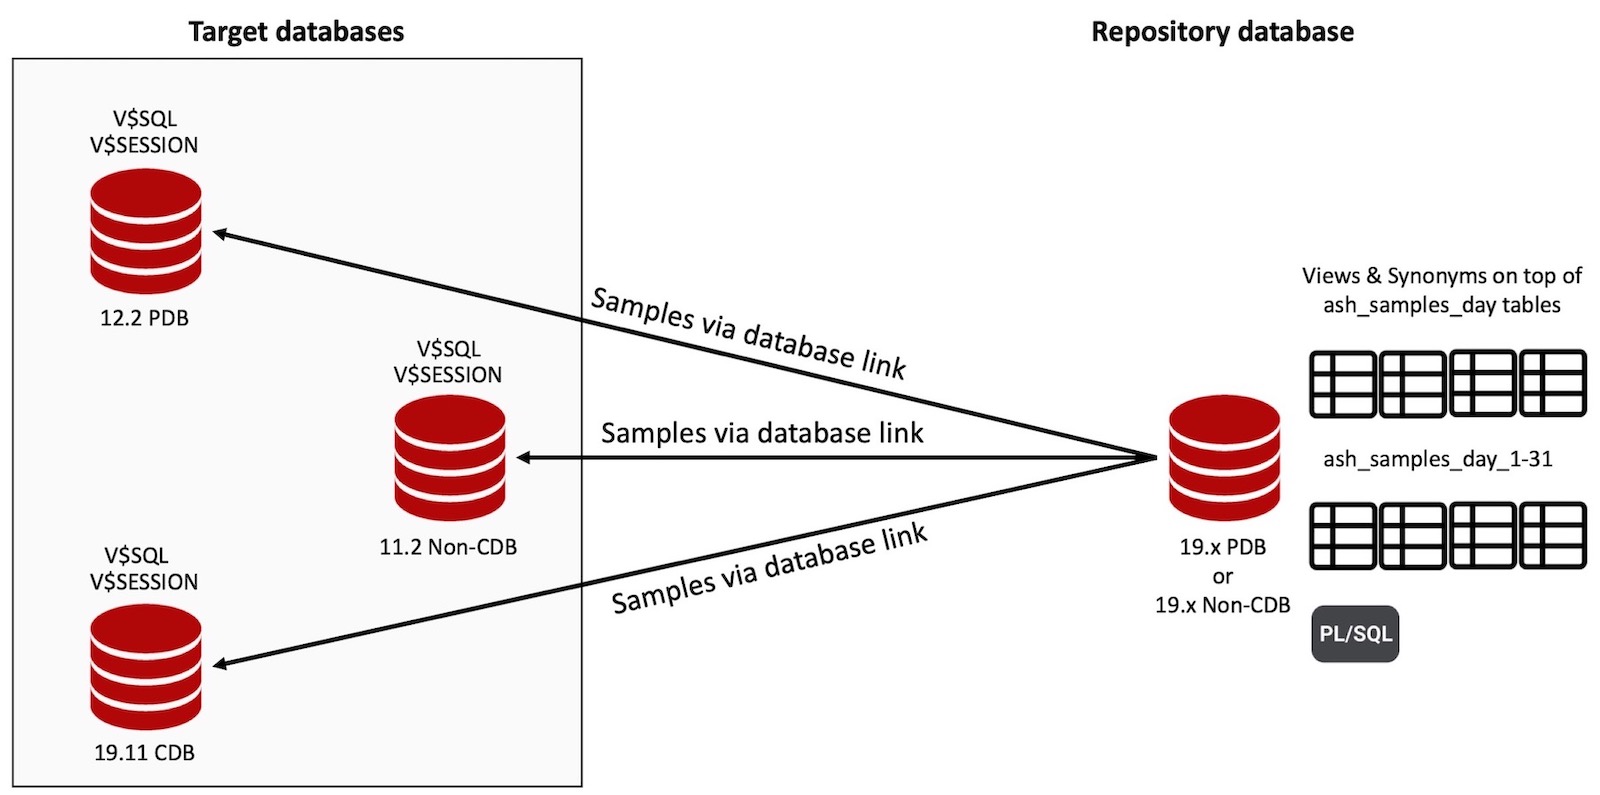 Target databases
Repository database
V$SQL
V$SESSION
12.2 PDB
V$SQL
V$SESSION
11.2 Non-CDB
V$SQL
V$SESSION
19.11 CDB
Samples via database link
Samples via database link
Samples via database link
19.x PDB
or
19.x Non-CDB
Views & Synonyms on top of
ash_samples_day tables
ash_samples_day_1-31
PL/SQL